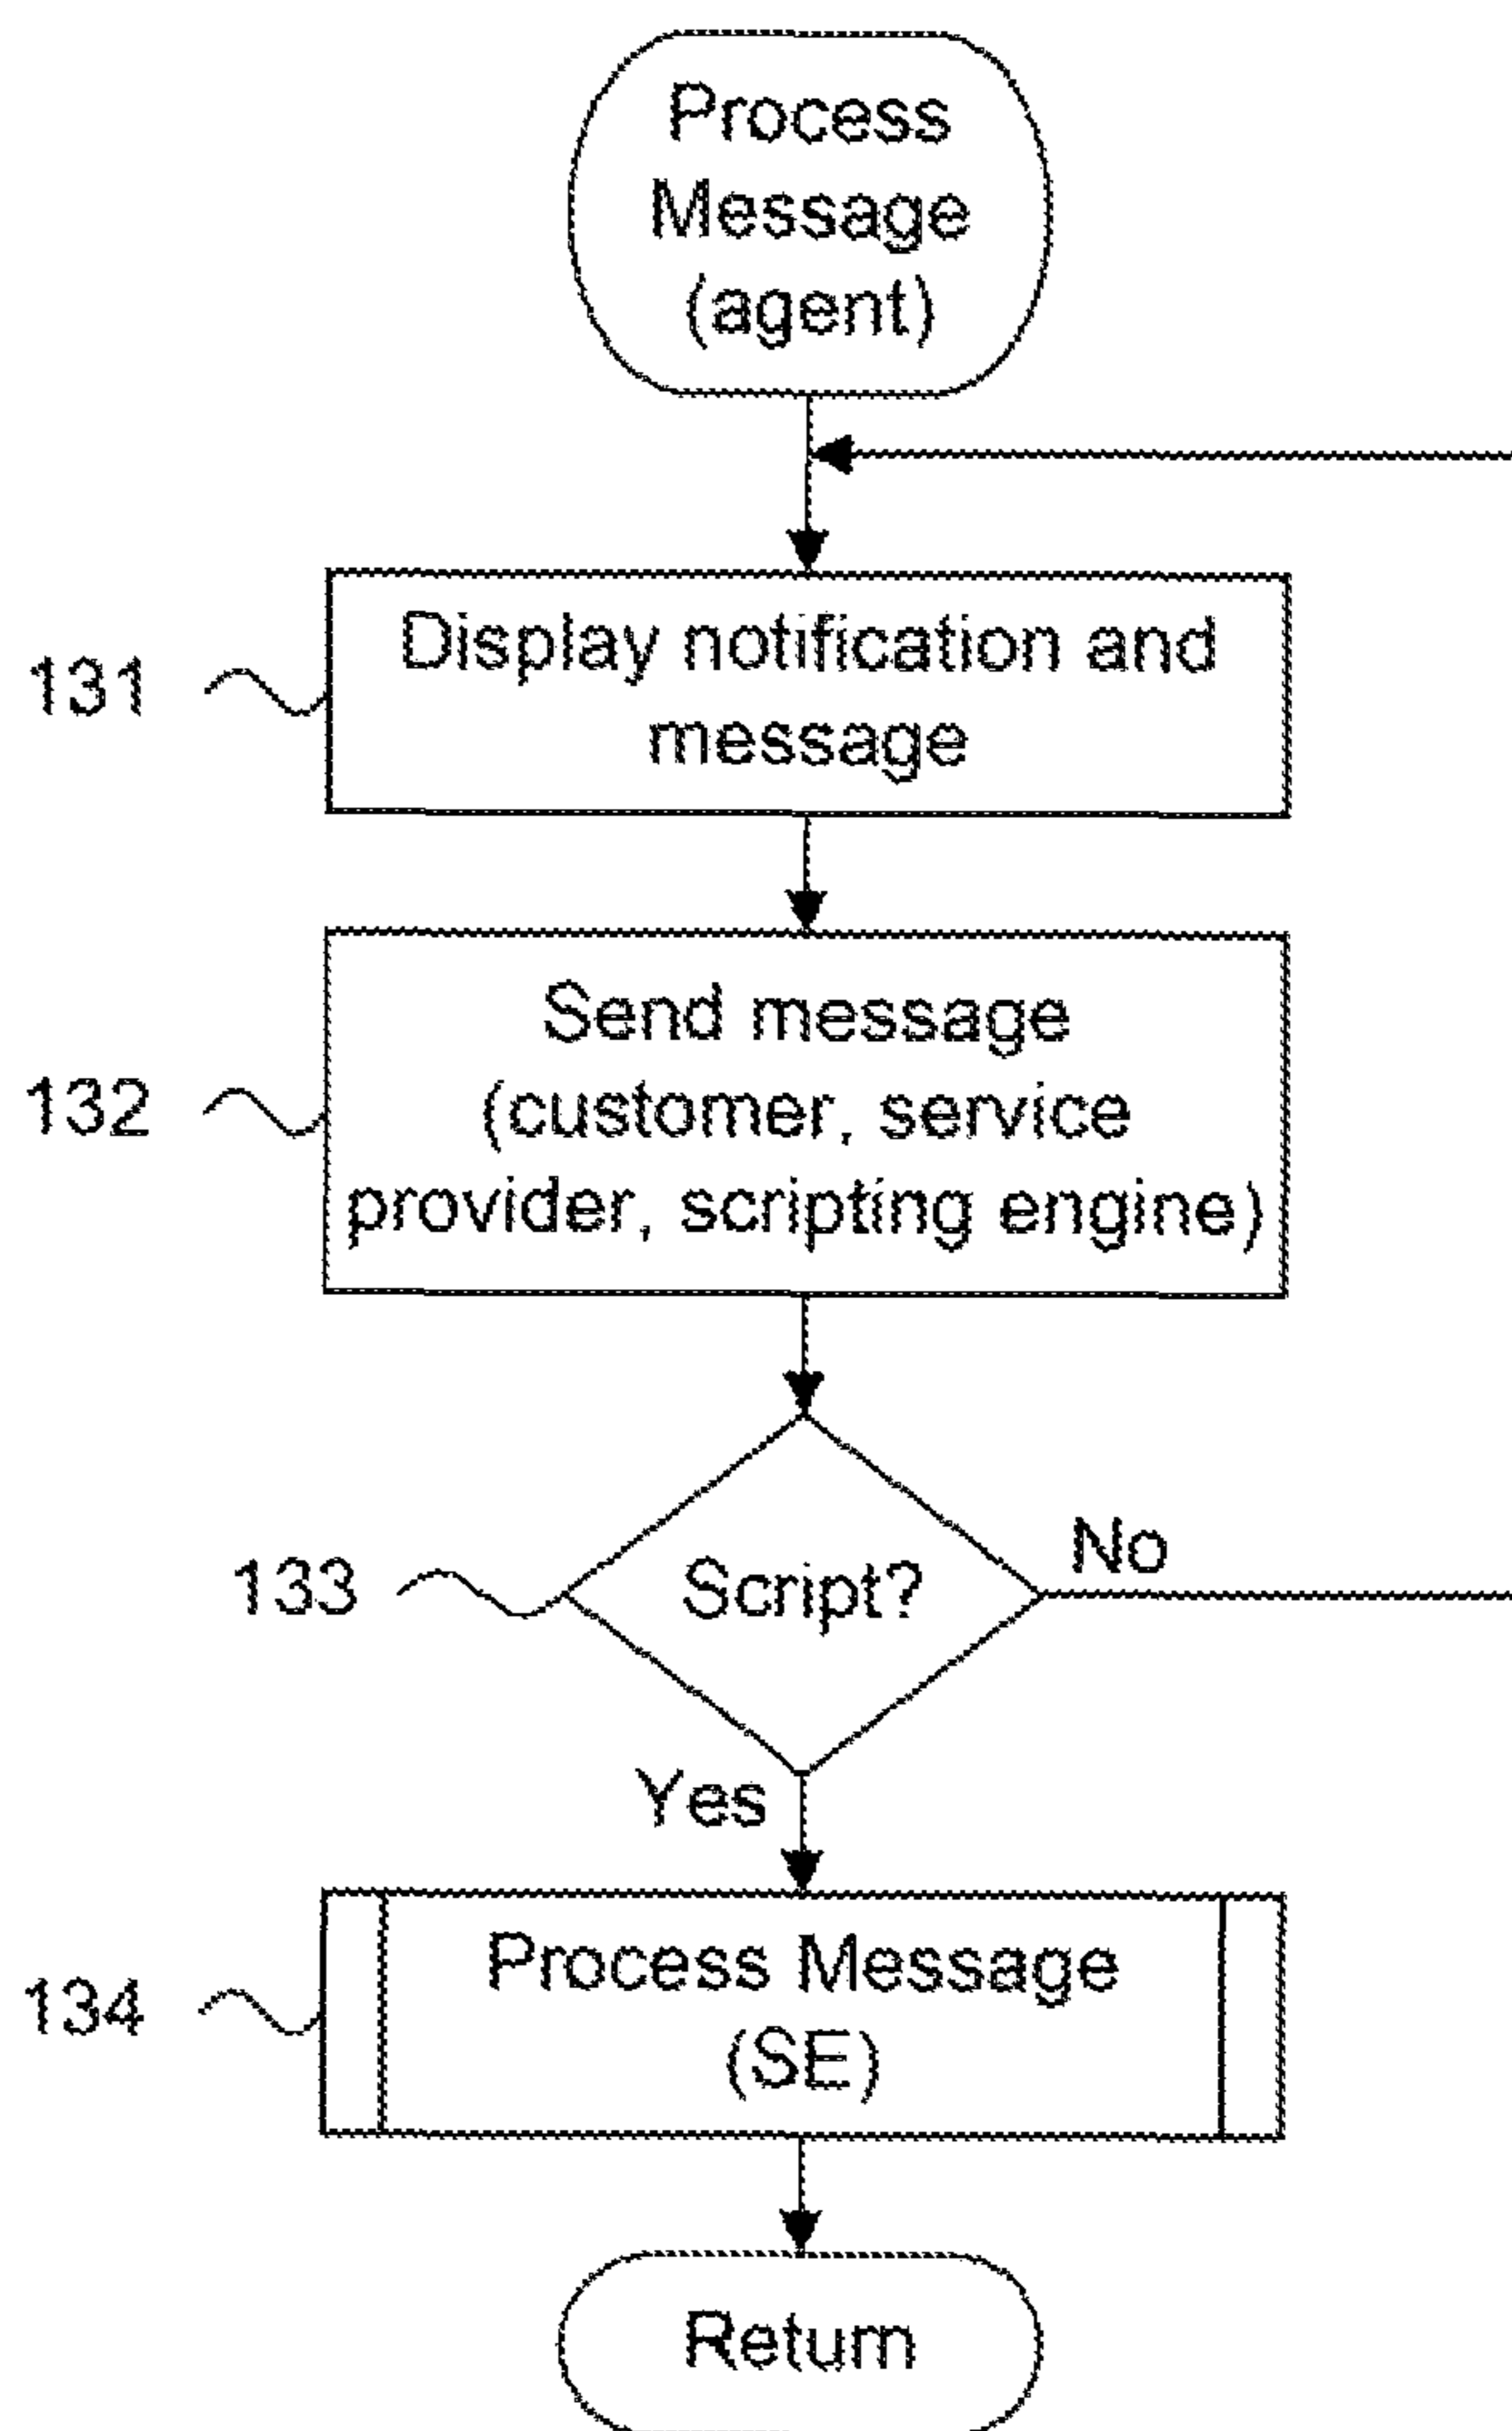 Process
Message
(agent)
131
Display notification and
message
132
Send message
(customer, service
provider, scripting engine)
133
Script?
No
Yes
134
Process Message
(SE)
Return